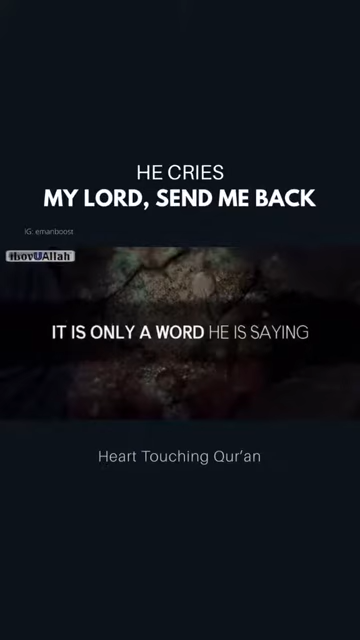 HE CRIES
MY LORD, SEND ME BACK
IG: emanboost
IlovUAllah
IT IS ONLY A WORD HE IS SAYING
Heart Touching Qur’an